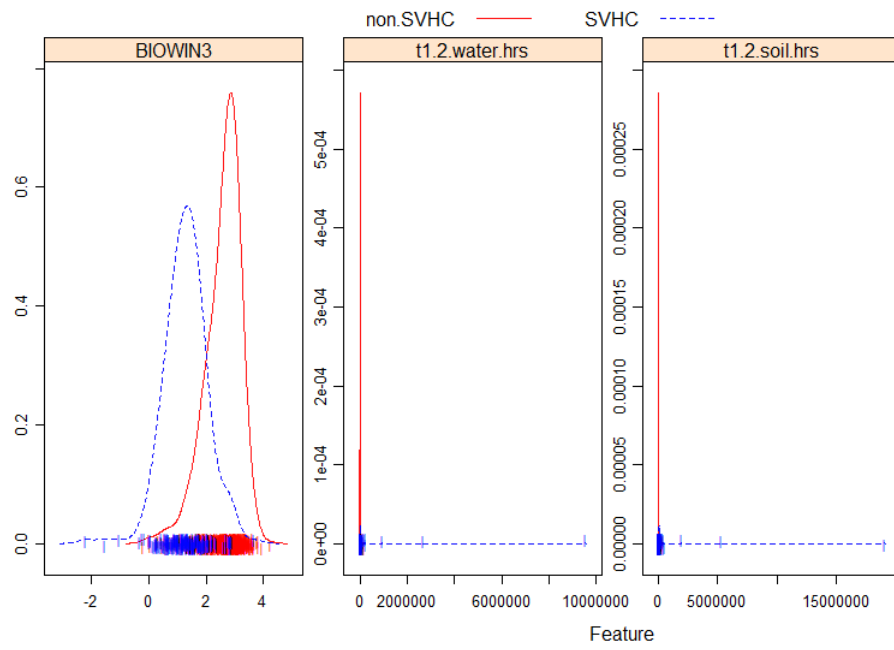 non.SVHC SVHC
BIOWIN3 t1.2.water.hrs t1.2.soil.hrs
0.0 0.2 0.4 0.6
0e+00 1e-04 2e-04 3e-04 4e-04 5e-04
0.00000 0.00005 0.00010 0.00015 0.00020 0.00025
-2 0 2 4 0 2000000 6000000 10000000 0 5000000 15000000
Feature